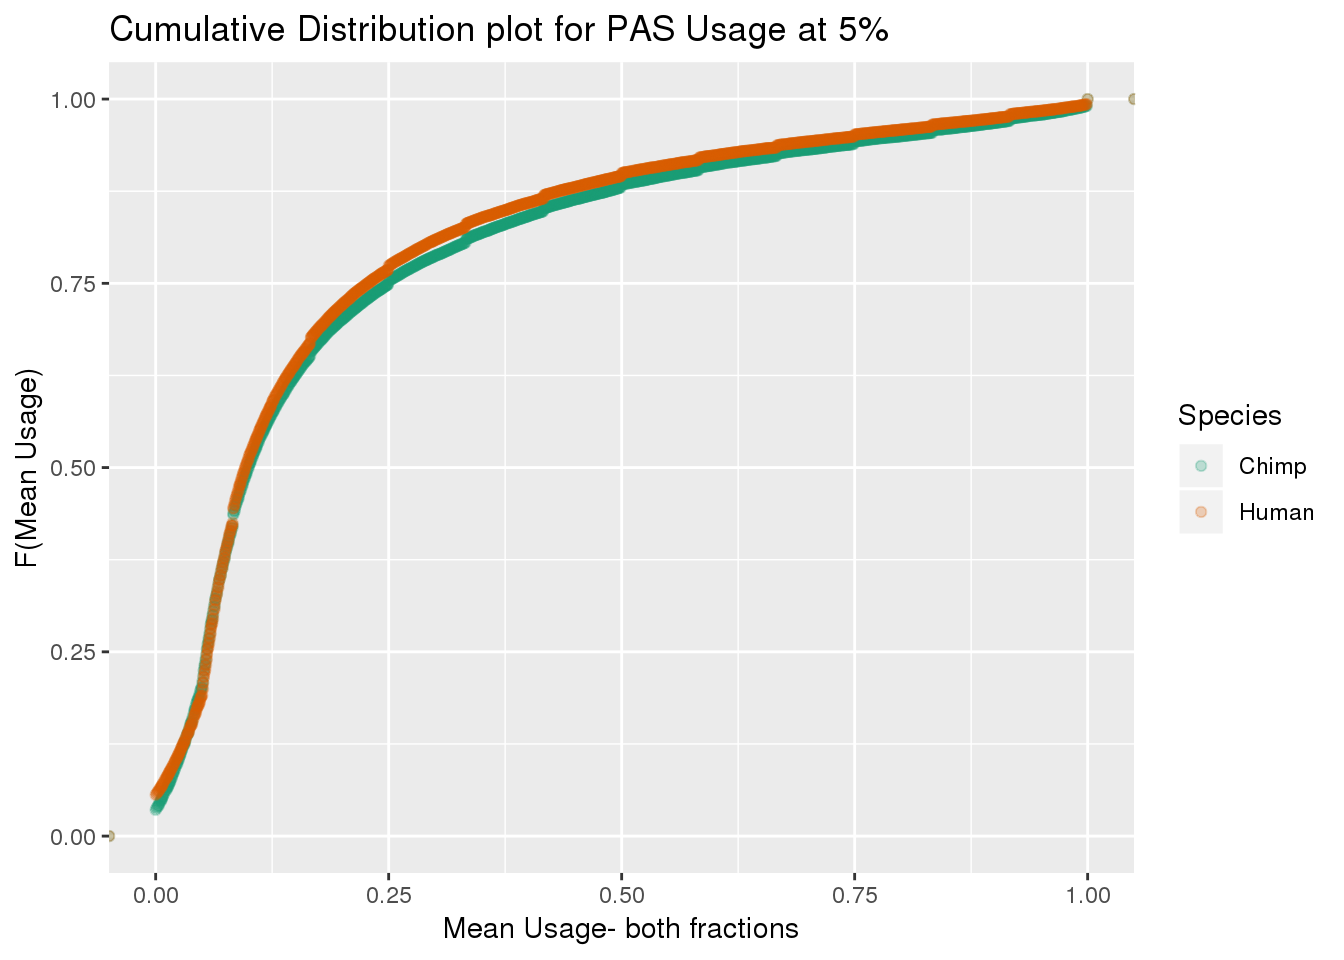 Cumulative Distribution plot for PAS Usage at 5%
1.00
0.75
0.50
0.25
0.00
F(Mean Usage)
0.00 0.25 0.50 0.75 1.00
Mean Usage- both fractions
Species
Chimp
Human